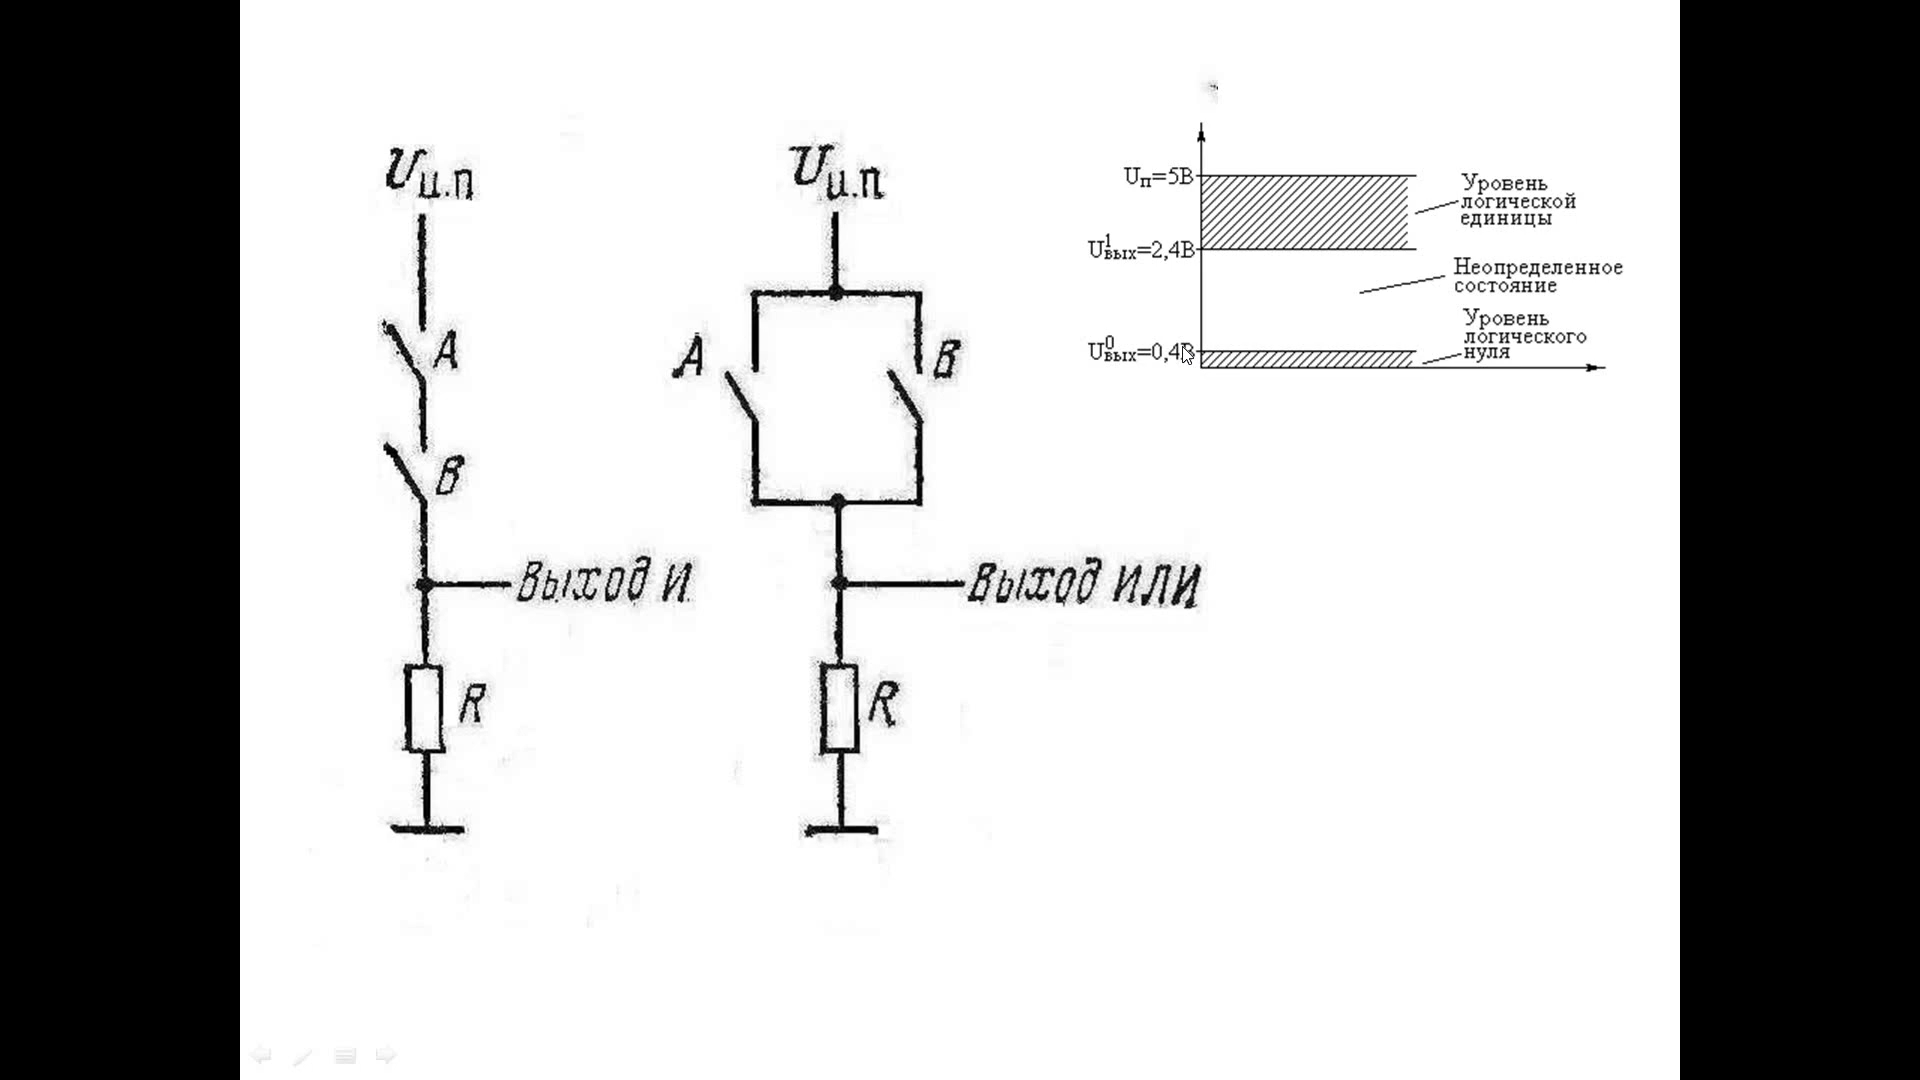 Uи.п
A
B
Выход И
R
Uи.п
A
B
Выход ИЛИ
R
Uп=5В
U¹вых=2,4В
U⁰вых=0,4В
Уровень
логической
единицы
Неопределенное
состояние
Уровень
логического
нуля